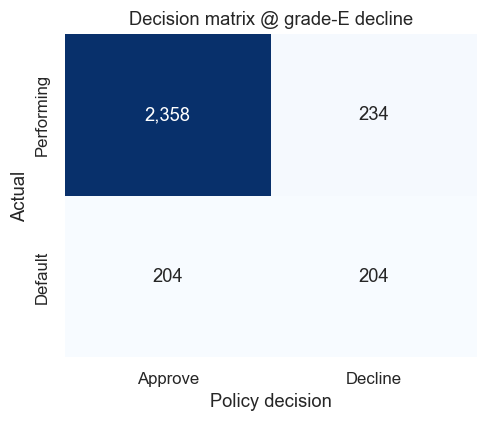 Decision matrix @ grade-E decline
Actual
Performing
2,358
234
Default
204
204
Approve
Decline
Policy decision